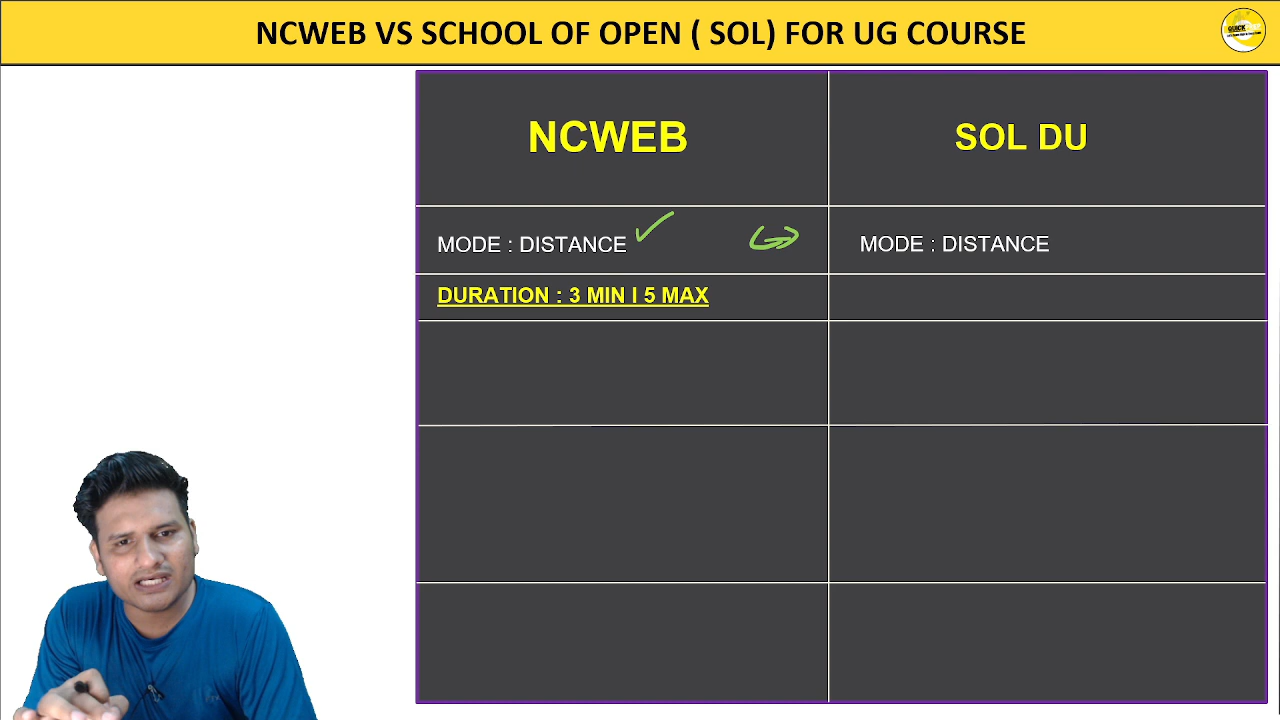 NCWEB VS SCHOOL OF OPEN ( SOL) FOR UG COURSE
QUICK
NCWEB
SOL DU
MODE : DISTANCE
MODE : DISTANCE
DURATION : 3 MIN I 5 MAX